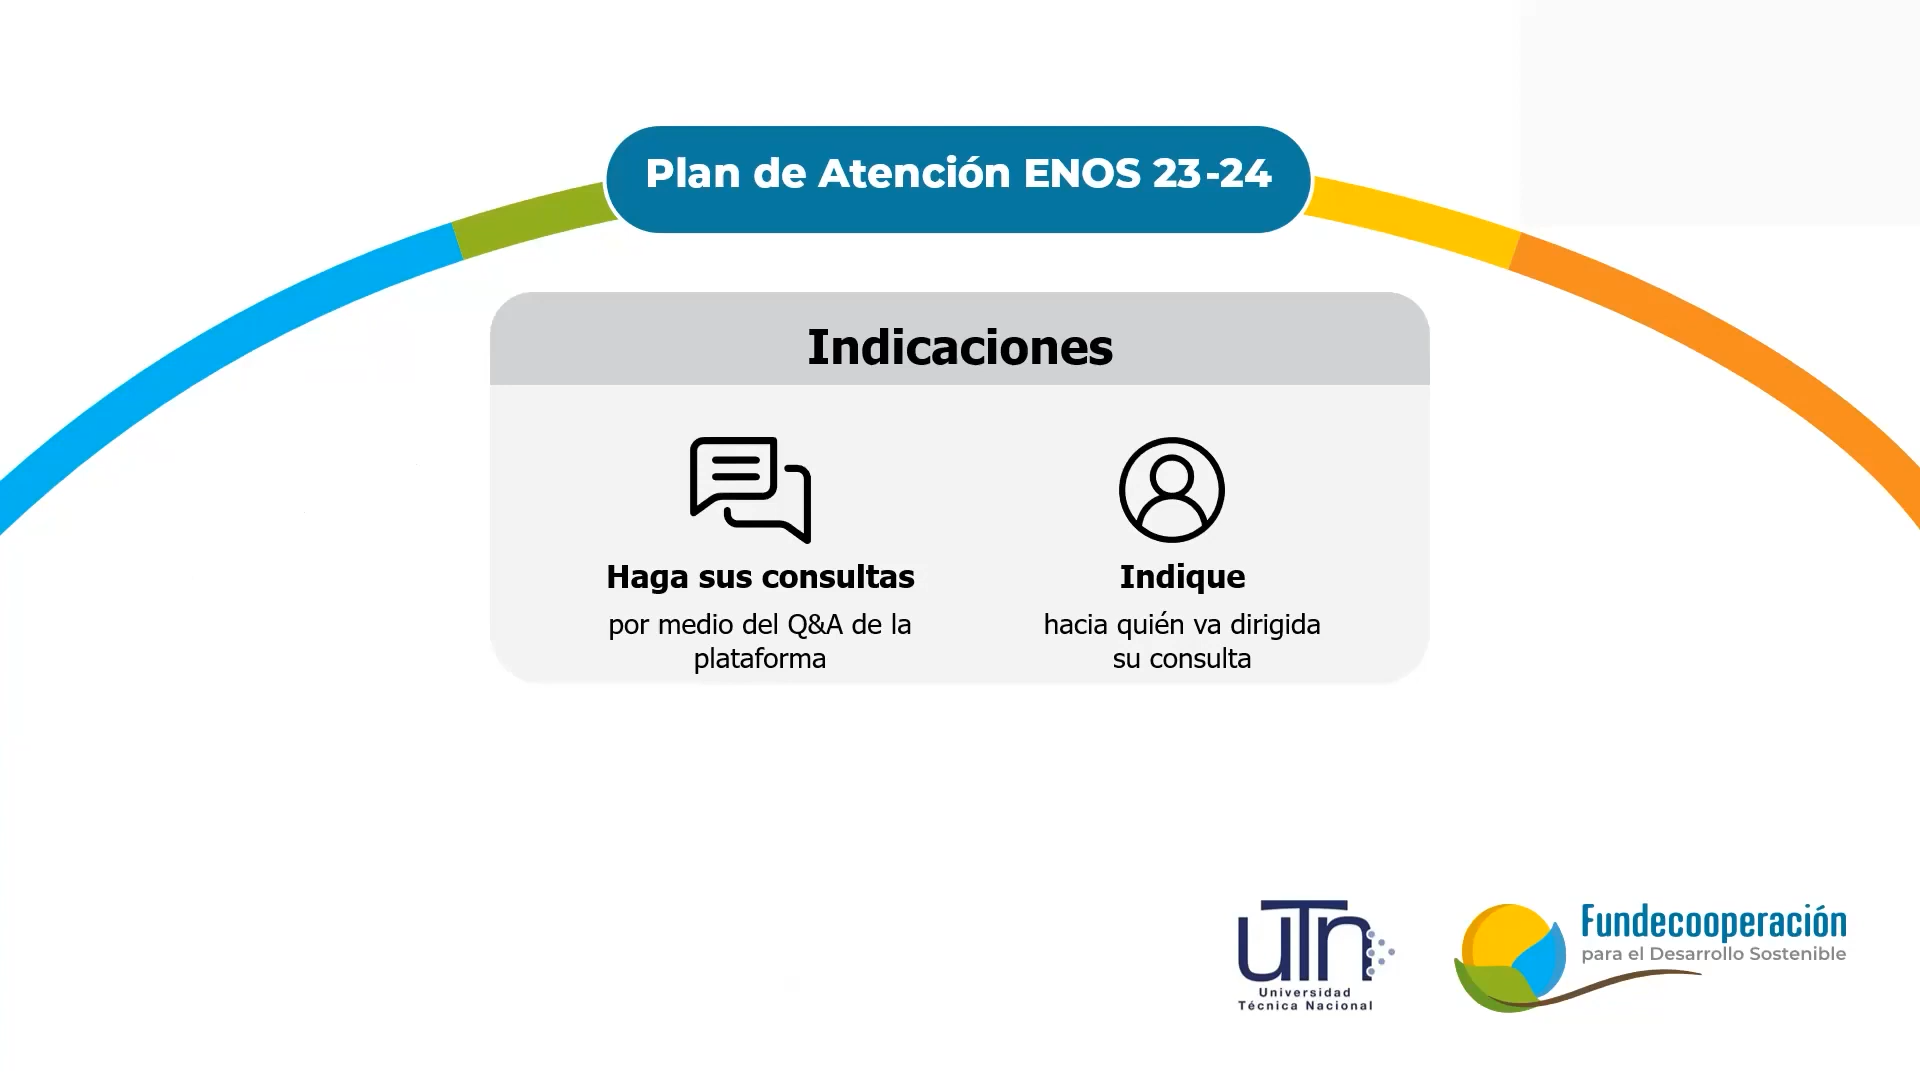 Plan de Atención ENOS 23-24
Indicaciones
Haga sus consultas
por medio del Q&A de la
plataforma
Indique
hacia quién va dirigida
su consulta
uTn
Universidad
Técnica Nacional
Fundecooperación
para el Desarrollo Sostenible